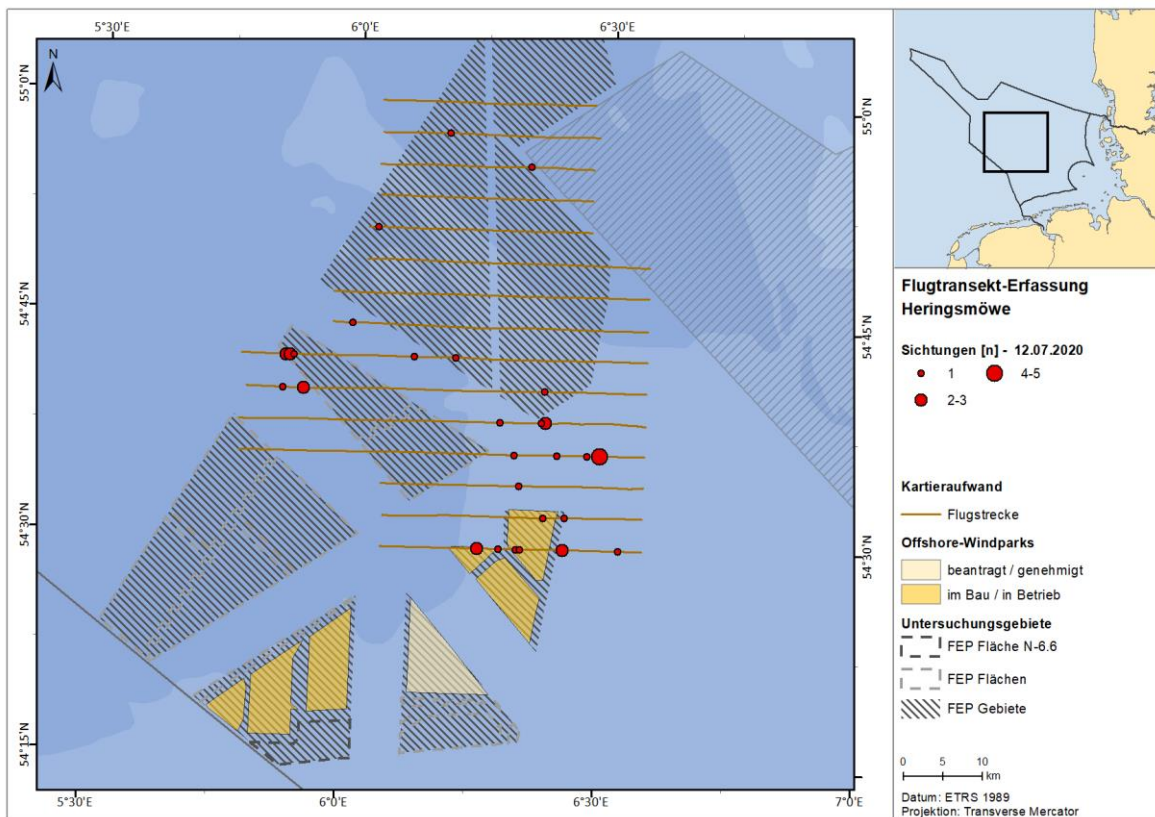 5°30'E
6°0'E
6°30'E
N
55°0'N
55°0'N
54°45'N
54°45'N
54°30'N
54°30'N
54°15'N
5°30'E
6°0'E
6°30'E
7°0'E
Flugtransekt-Erfassung
Heringsmöwe
Sichtungen [n] - 12.07.2020
1
4-5
2-3
Kartieraufwand
Flugstrecke
Offshore-Windparks
beantragt / genehmigt
im Bau / in Betrieb
Untersuchungsgebiete
FEP Fläche N-6.6
FEP Flächen
FEP Gebiete
0 5 10
km
Datum: ETRS 1989
Projektion: Transverse Mercator